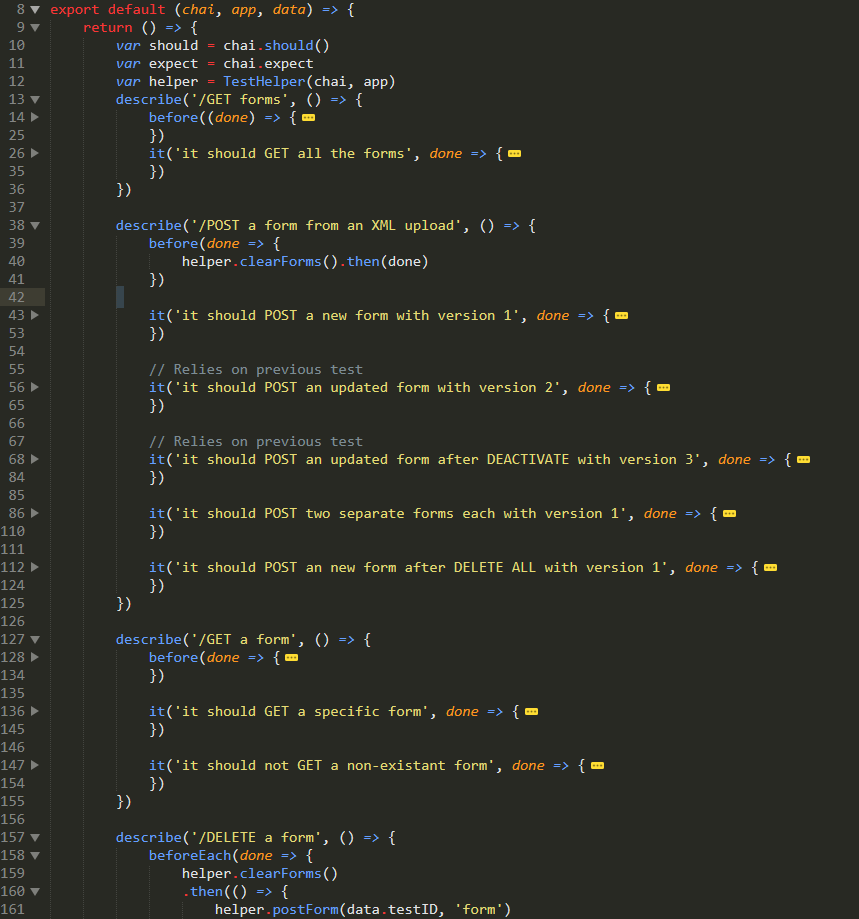 8 export default (chai, app, data) => {
9 return () => {
10 var should = chai.should()
11 var expect = chai.expect
12 var helper = TestHelper(chai, app)
13 describe('/GET forms', () => {
14 before((done) => {
25 })
26 it('it should GET all the forms', done => {
35 })
36 })
37
38 describe('/POST a form from an XML upload', () => {
39 before(done => {
40 helper.clearForms().then(done)
41 })
42
43 it('it should POST a new form with version 1', done => {
53 })
54
55 // Relies on previous test
56 it('it should POST an updated form with version 2', done => {
65 })
66
67 // Relies on previous test
68 it('it should POST an updated form after DEACTIVATE with version 3', done => {
84 })
85
86 it('it should POST two separate forms each with version 1', done => {
110 })
111
112 it('it should POST an new form after DELETE ALL with version 1', done => {
124 })
125 })
126
127 describe('/GET a form', () => {
128 before(done => {
134 })
135
136 it('it should GET a specific form', done => {
145 })
146
147 it('it should not GET a non-existant form', done => {
154 })
155 })
156
157 describe('/DELETE a form', () => {
158 beforeEach(done => {
159 helper.clearForms()
160 .then(() => {
161 helper.postForm(data.testID, 'form')